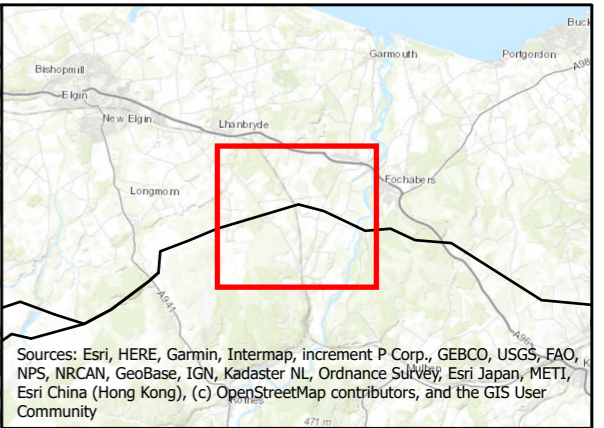 Buck
Garmouth
Portgordon
A98
Bishopmill
Elgin
New Elgin
Lhanbryde
Fochabers
Longmorn
A941
A96
Mulben
K
Sources: Esri, HERE, Garmin, Intermap, increment P Corp., GEBCO, USGS, FAO,
NPS, NRCAN, GeoBase, IGN, Kadaster NL, Ordnance Survey, Esri Japan, METI,
Esri China (Hong Kong), (c) OpenStreetMap contributors, and the GIS User
Community
Rothes
471 m